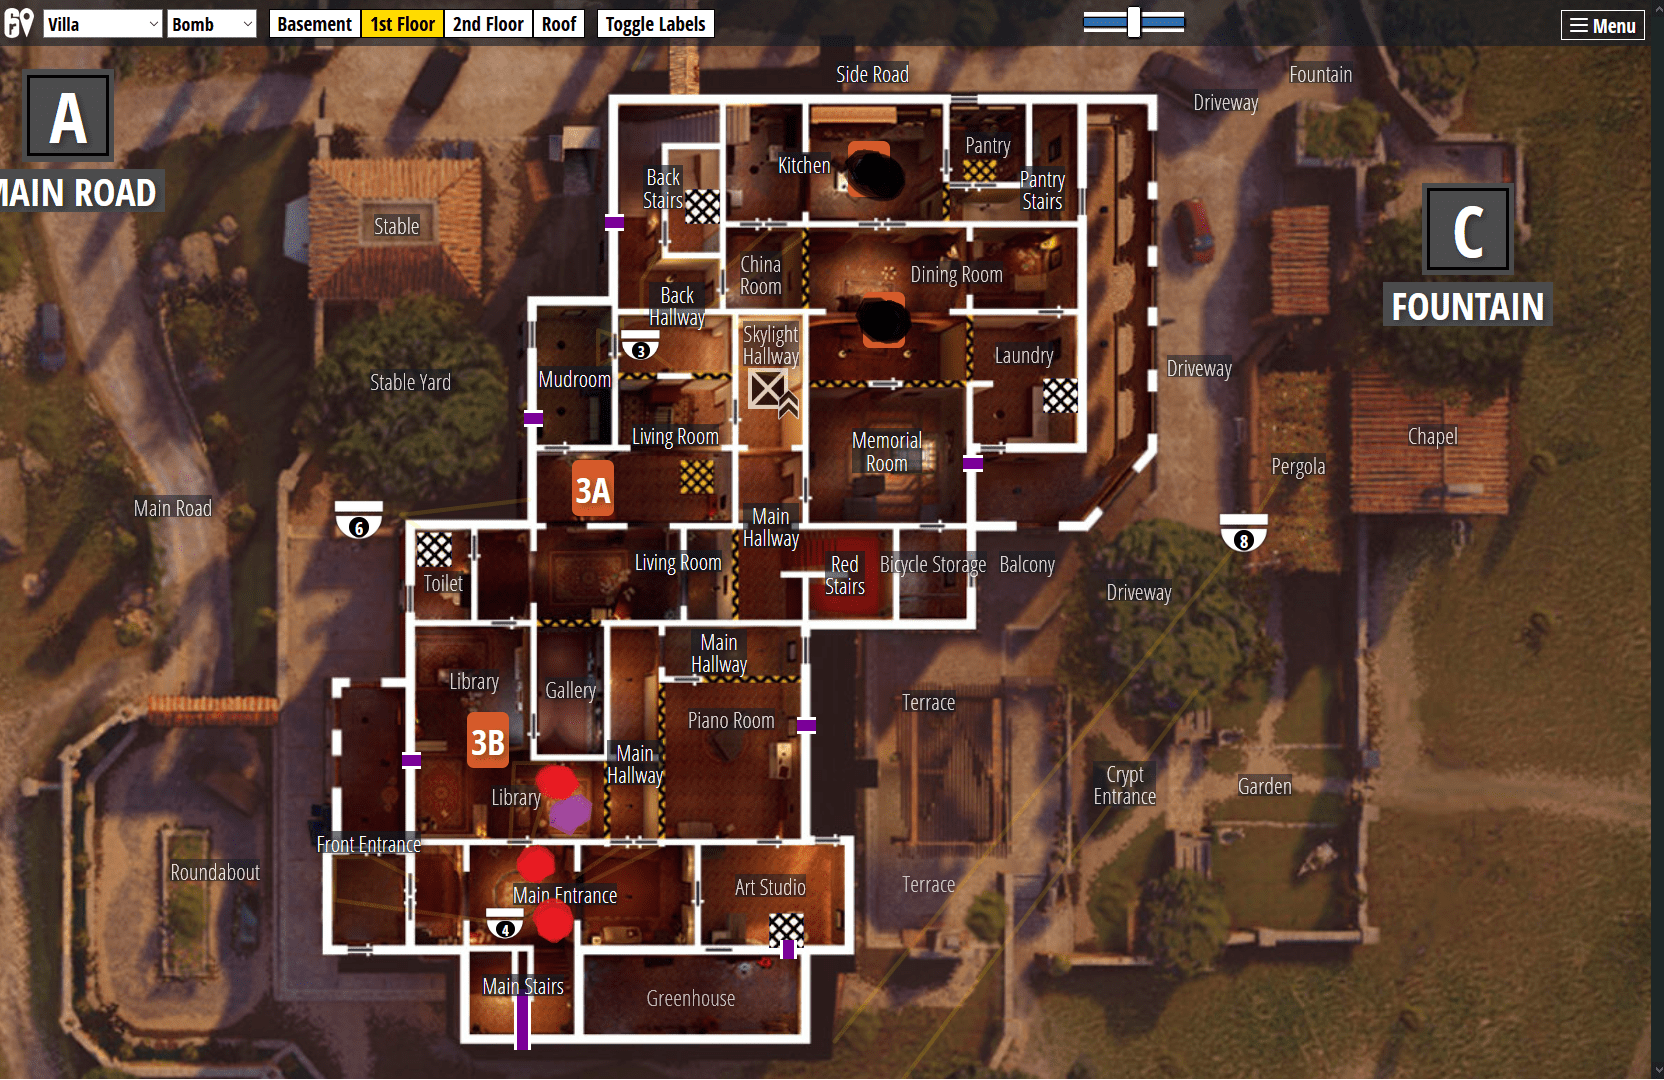 Villa
Bomb
Basement
1st Floor
2nd Floor
Roof
Toggle Labels
Menu
A
MAIN ROAD
C
FOUNTAIN
Side Road
Fountain
Driveway
Back
Stairs
Kitchen
Pantry
Pantry
Stairs
Stable
China
Room
Dining Room
Back
Hallway
Skylight
Hallway
3
Laundry
Driveway
Stable Yard
Mudroom
Living Room
Memorial
Room
Chapel
Pergola
3A
Main Road
6
Main
Hallway
8
Toilet
Living Room
Red
Stairs
Bicycle Storage
Balcony
Driveway
Main
Hallway
Library
Gallery
Piano Room
Terrace
3B
Main
Hallway
Library
Crypt
Entrance
Garden
Front Entrance
Roundabout
Main Entrance
Art Studio
Terrace
4
Main Stairs
Greenhouse